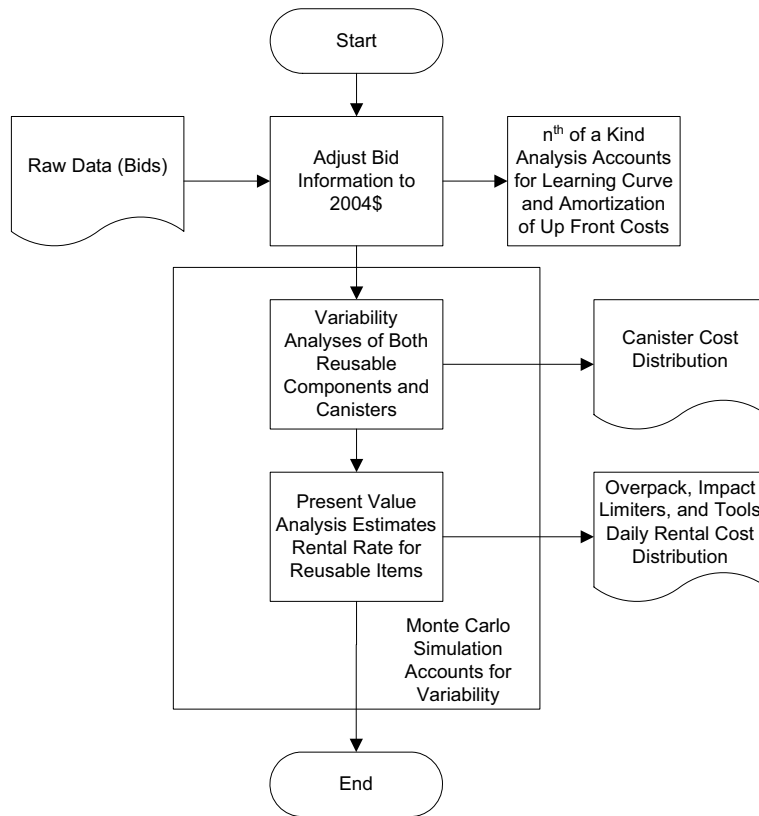 Start
Raw Data (Bids)
Adjust Bid
Information to
2004$
nth of a Kind
Analysis Accounts
for Learning Curve
and Amortization
of Up Front Costs
Variability
Analyses of Both
Reusable
Components and
Canisters
Canister Cost
Distribution
Present Value
Analysis Estimates
Rental Rate for
Reusable Items
Overpack, Impact
Limiters, and Tools
Daily Rental Cost
Distribution
Monte Carlo
Simulation
Accounts for
Variability
End